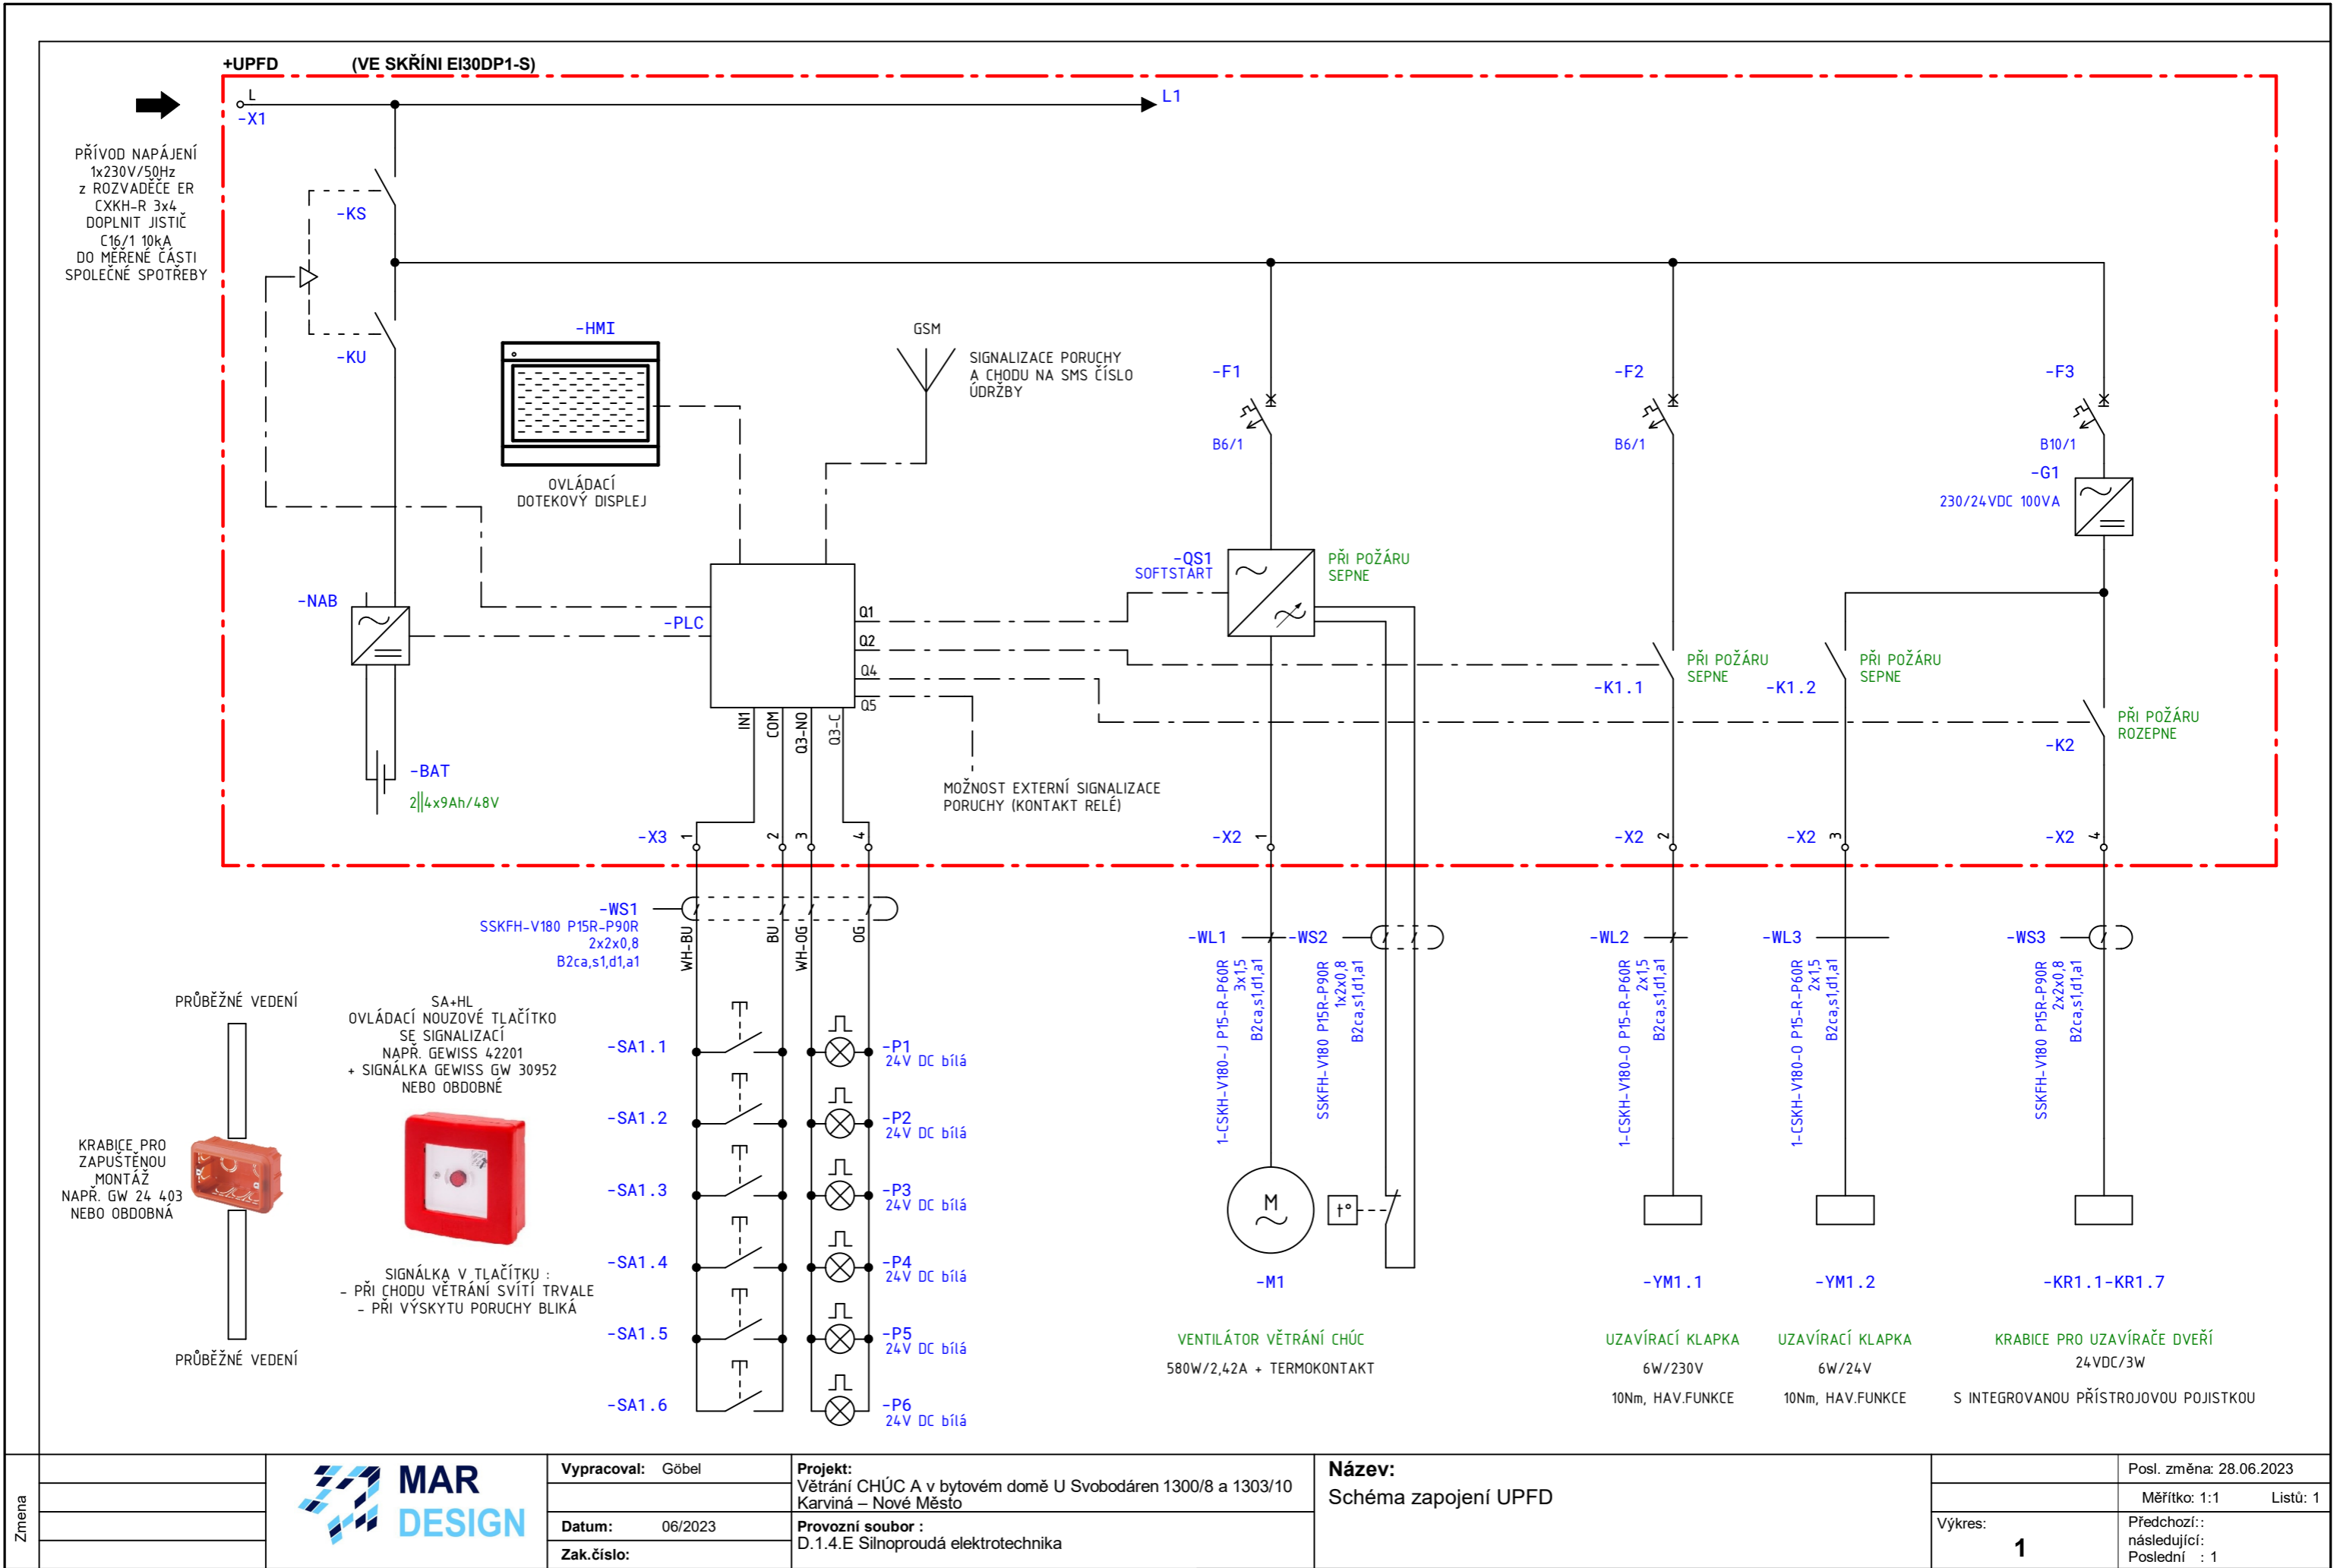 +UPFD (VE SKŘÍNI EI30DP1-S)
L
-X1
L1
PŘÍVOD NAPÁJENÍ
1x230V/50Hz
z ROZVADĚČE ER
CXKH-R 3x4
DOPLNIT JISTIČ
C16/1 10kA
DO MĚŘENÉ ČÁSTI
SPOLEČNÉ SPOTŘEBY
-KS
-KU
-HMI
OVLÁDACÍ
DOTEKOVÝ DISPLEJ
GSM
SIGNALIZACE PORUCHY
A CHODU NA SMS ČÍSLO
ÚDRŽBY
-F1
B6/1
-F2
B6/1
-F3
B10/1
-G1
230/24VDC 100VA
-QS1
SOFTSTART
PŘI POŽÁRU
SEPNE
-NAB
-PLC
Q1
Q2
Q4
Q5
IN1
COM
Q3-NO
Q3-C
-K1.1
PŘI POŽÁRU
SEPNE
-K1.2
PŘI POŽÁRU
SEPNE
-K2
PŘI POŽÁRU
ROZEPNE
-BAT
2||4x9Ah/48V
MOŽNOST EXTERNÍ SIGNALIZACE
PORUCHY (KONTAKT RELÉ)
-X3 1 2 3 4
-X2 1
-X2 2
-X2 3
-X2 4
-WS1
SSKFH-V180 P15R-P90R
2x2x0,8
B2ca,s1,d1,a1
WH-BU
BU
WH-OG
OG
-WL1
1-CSKH-V180-J P15-R-P60R
3x1,5
B2ca,s1,d1,a1
-WS2
SSKFH-V180 P15R-P90R
1x2x0,8
B2ca,s1,d1,a1
-WL2
1-CSKH-V180-O P15-R-P60R
2x1,5
B2ca,s1,d1,a1
-WL3
1-CSKH-V180-O P15-R-P60R
2x1,5
B2ca,s1,d1,a1
-WS3
SSKFH-V180 P15R-P90R
2x2x0,8
B2ca,s1,d1,a1
PRŮBĚŽNÉ VEDENÍ
KRABICE PRO
ZAPUŠTĚNOU
MONTÁŽ
NAPŘ. GW 24 403
NEBO OBDOBNÁ
PRŮBĚŽNÉ VEDENÍ
SA+HL
OVLÁDACÍ NOUZOVÉ TLAČÍTKO
SE SIGNALIZACÍ
NAPŘ. GEWISS 42201
+ SIGNÁLKA GEWISS GW 30952
NEBO OBDOBNÉ
SIGNÁLKA V TLAČÍTKU :
- PŘI CHODU VĚTRÁNÍ SVÍTÍ TRVALE
- PŘI VÝSKYTU PORUCHY BLIKÁ
-SA1.1
-P1
24V DC bílá
-SA1.2
-P2
24V DC bílá
-SA1.3
-P3
24V DC bílá
-SA1.4
-P4
24V DC bílá
-SA1.5
-P5
24V DC bílá
-SA1.6
-P6
24V DC bílá
M
t°
-M1
VENTILÁTOR VĚTRÁNÍ CHÚC
580W/2,42A + TERMOKONTAKT
-YM1.1
UZAVÍRACÍ KLAPKA
6W/230V
10Nm, HAV.FUNKCE
-YM1.2
UZAVÍRACÍ KLAPKA
6W/24V
10Nm, HAV.FUNKCE
-KR1.1-KR1.7
KRABICE PRO UZAVÍRAČE DVEŘÍ
24VDC/3W
S INTEGROVANOU PŘÍSTROJOVOU POJISTKOU
Zmena
MAR
DESIGN
Vypracoval: Göbel
Datum: 06/2023
Zak.číslo:
Projekt:
Větrání CHÚC A v bytovém domě U Svobodáren 1300/8 a 1303/10
Karviná – Nové Město
Provozní soubor :
D.1.4.E Silnoproudá elektrotechnika
Název:
Schéma zapojení UPFD
Posl. změna: 28.06.2023
Měřítko: 1:1 Listů: 1
Výkres:
1
Předchozí::
následující:
Poslední : 1